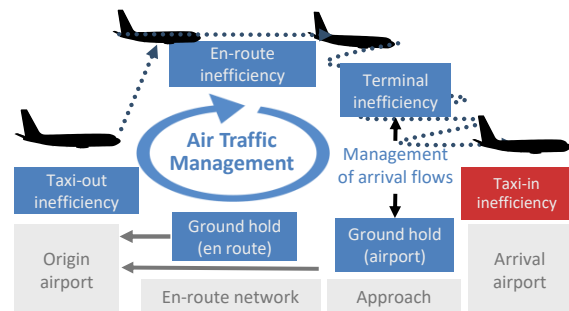 En-route
inefficiency
Terminal
inefficiency
Air Traffic
Management
Management
of arrival flows
Taxi-out
inefficiency
Taxi-in
inefficiency
Ground hold
(en route)
Ground hold
(airport)
Origin
airport
Arrival
airport
En-route network
Approach